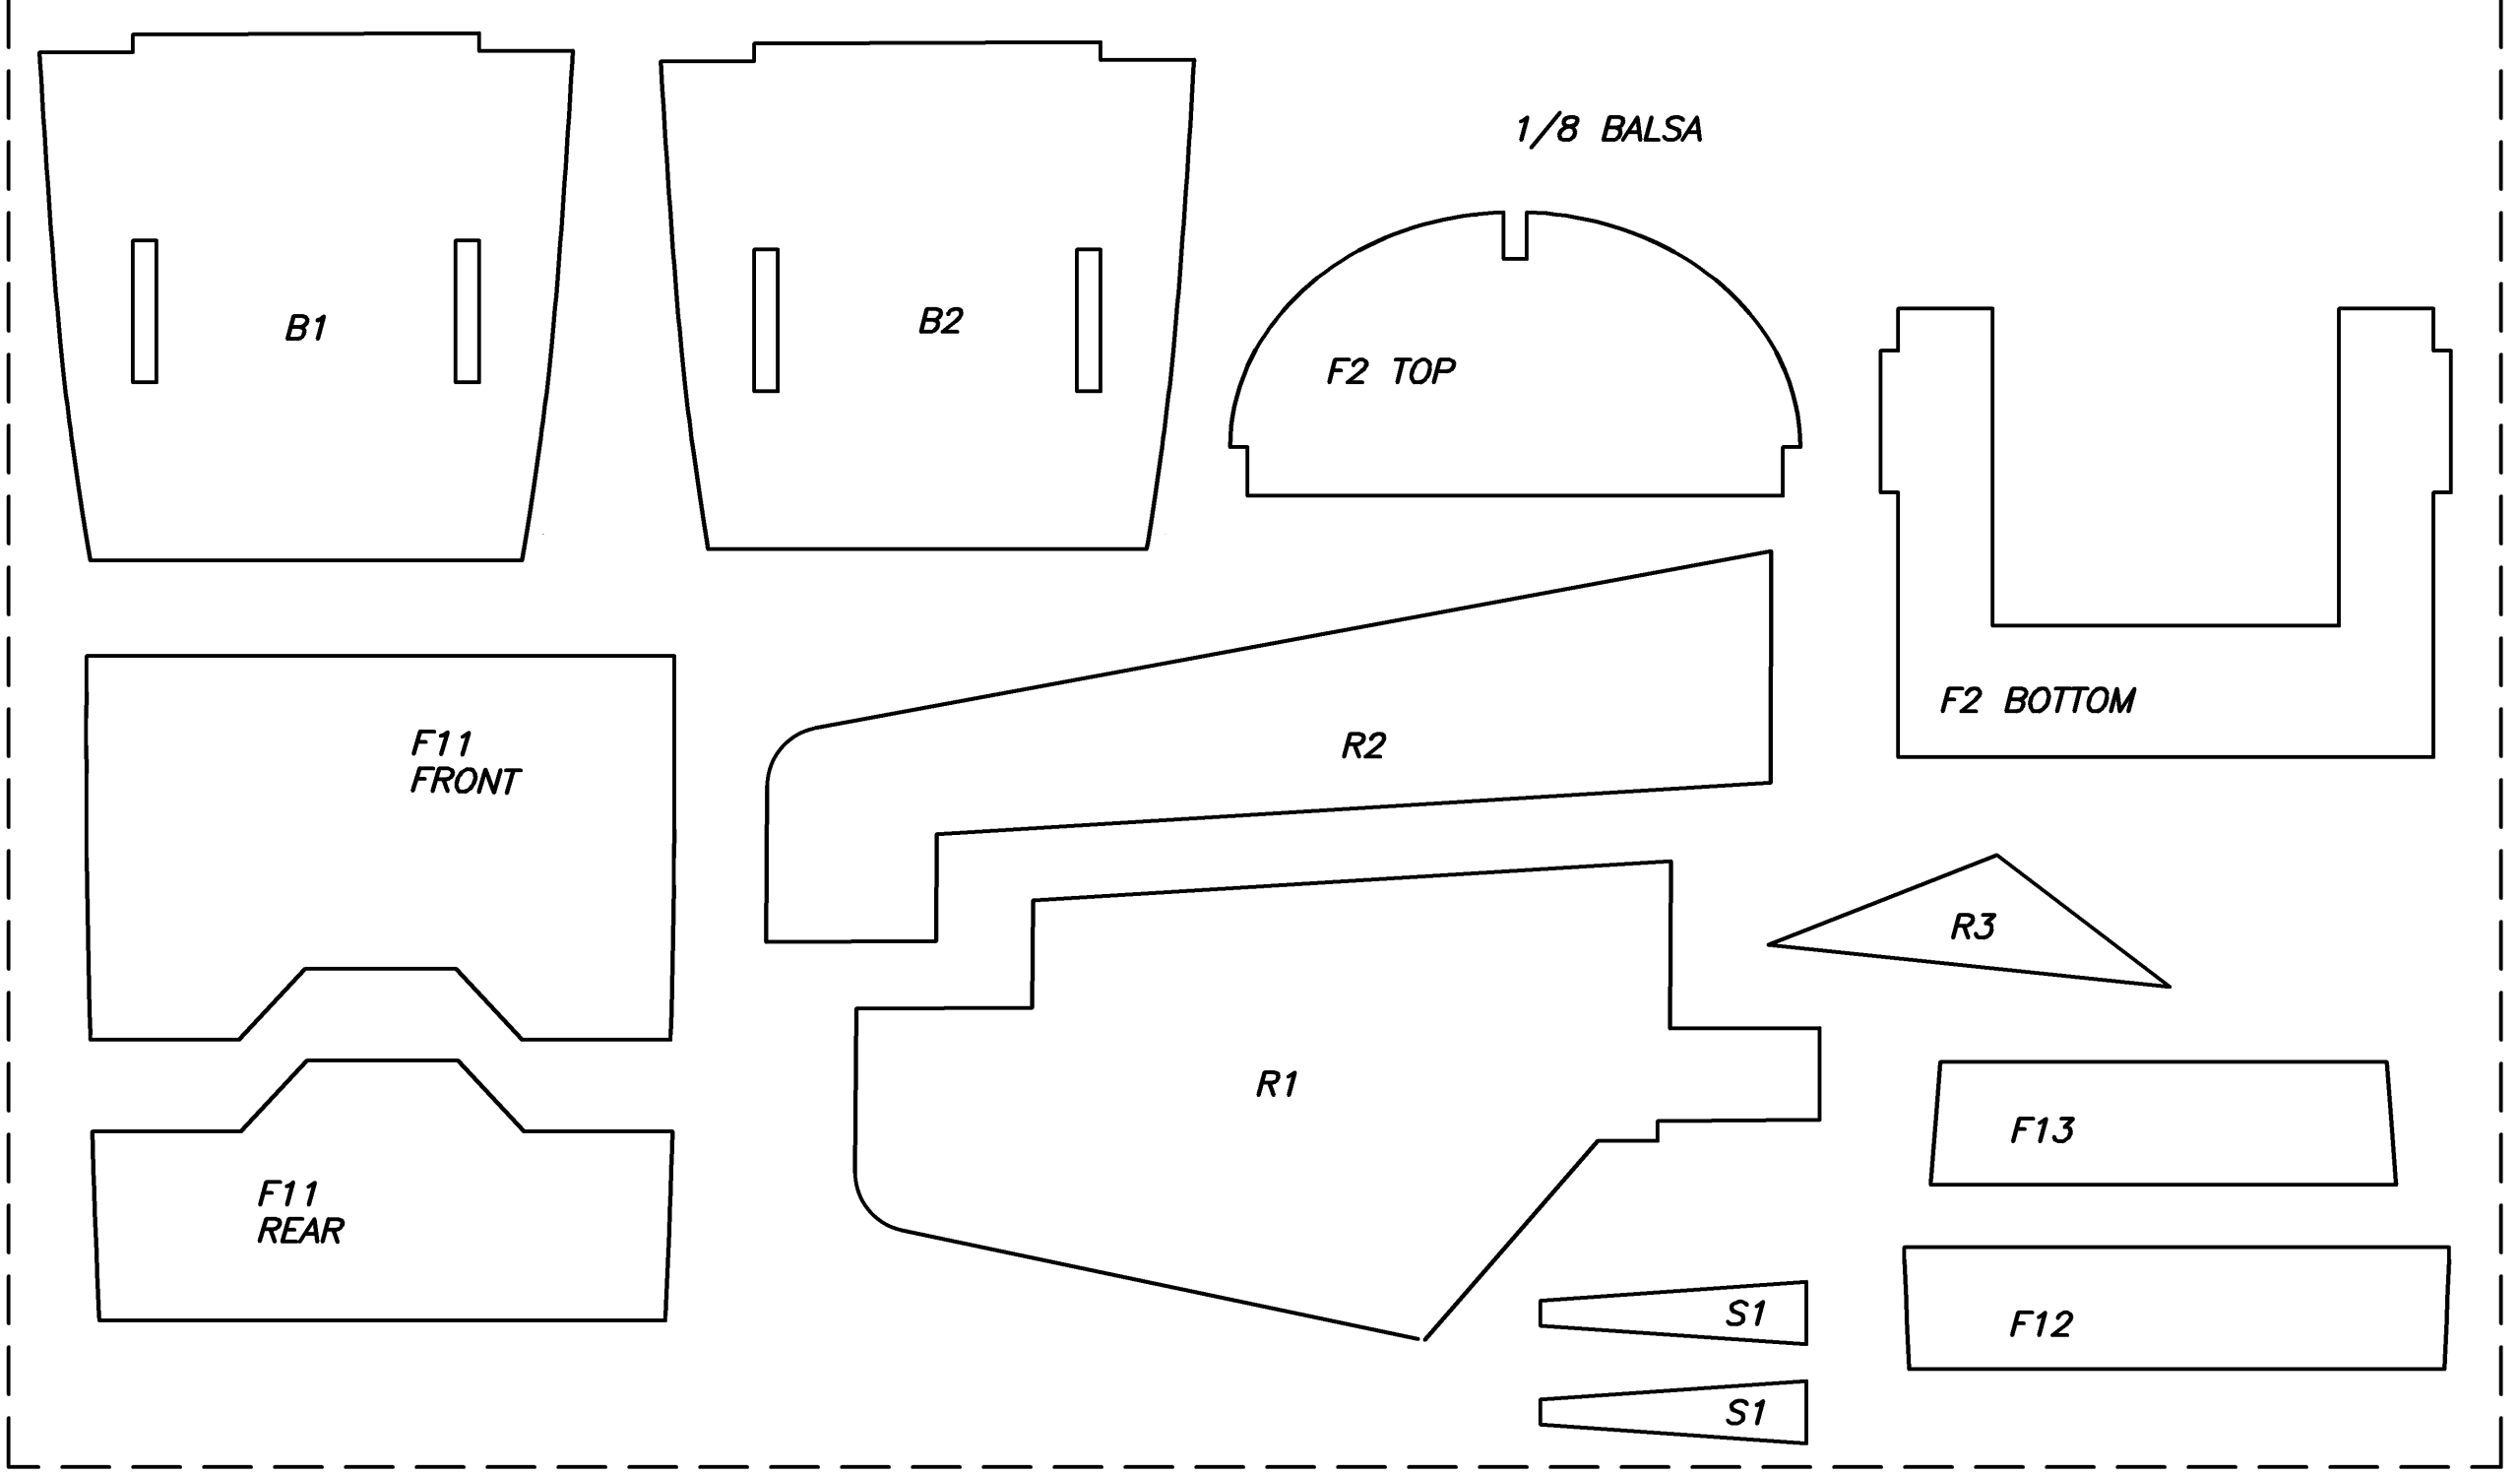 1/8 BALSA
B1
B2
F2 TOP
F2 BOTTOM
F11
FRONT
R2
R3
R1
F13
F11
REAR
S1
F12
S1